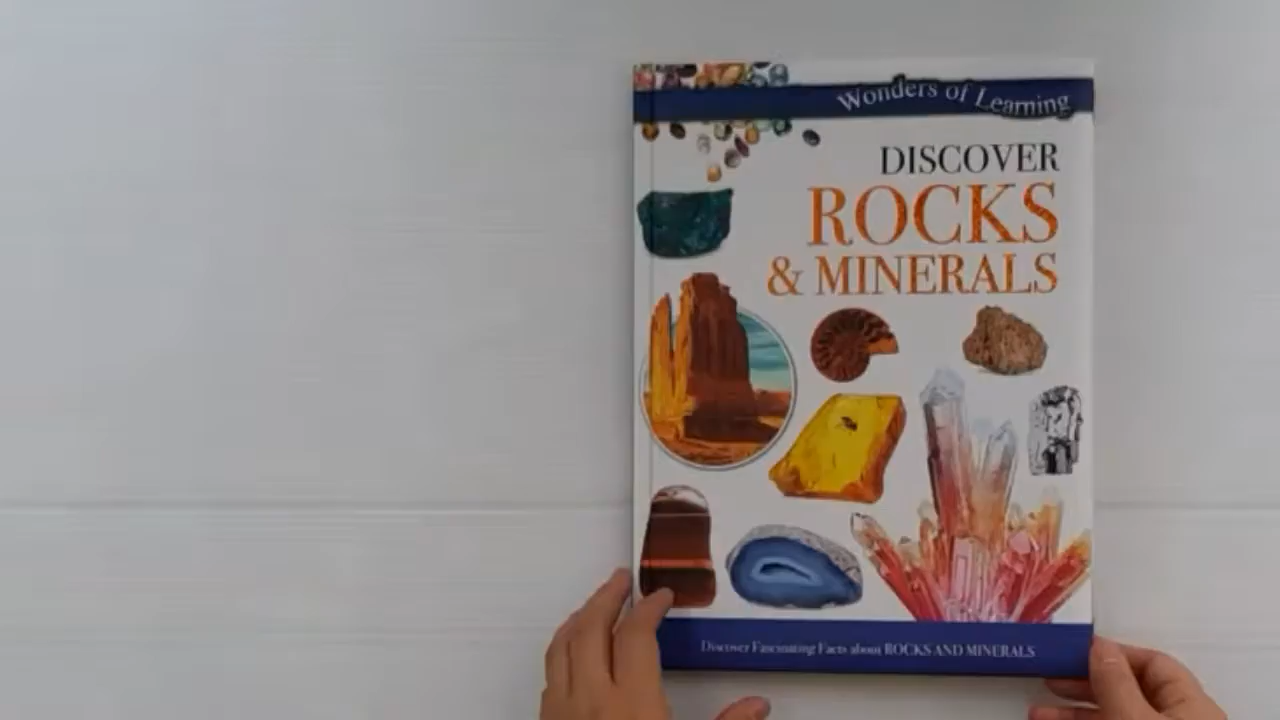 Wonders of Learning
DISCOVER
ROCKS
& MINERALS
Discover Fascinating Facts about ROCKS AND MINERALS